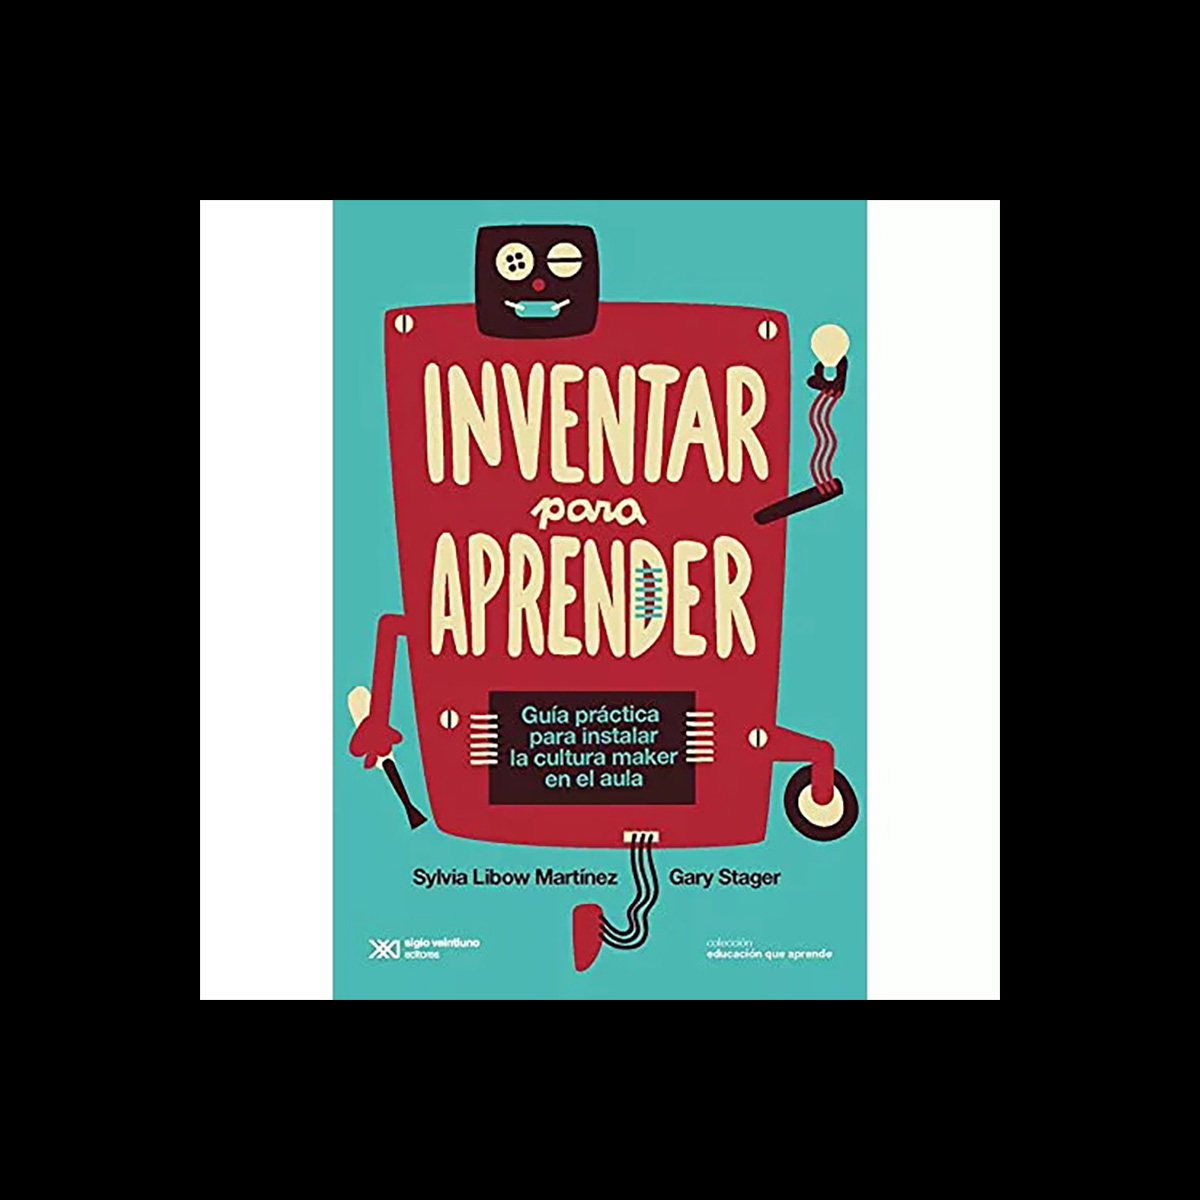 INVENTAR
para
APRENDER
Guía práctica
para instalar
la cultura maker
en el aula
Sylvia Libow Martínez
Gary Stager
siglo veintiuno
editores
colección
educación que aprende